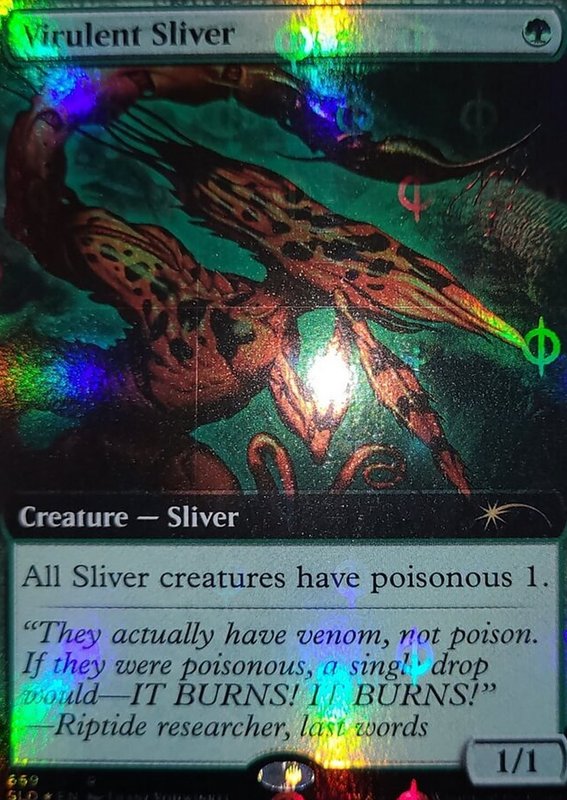 Virulent Sliver
Creature — Sliver
All Sliver creatures have poisonous 1.
“They actually have venom, not poison.
If they were poisonous, a single drop
would—IT BURNS! IT BURNS!”
—Riptide researcher, last words
1/1
669 R
SLD ★ EN